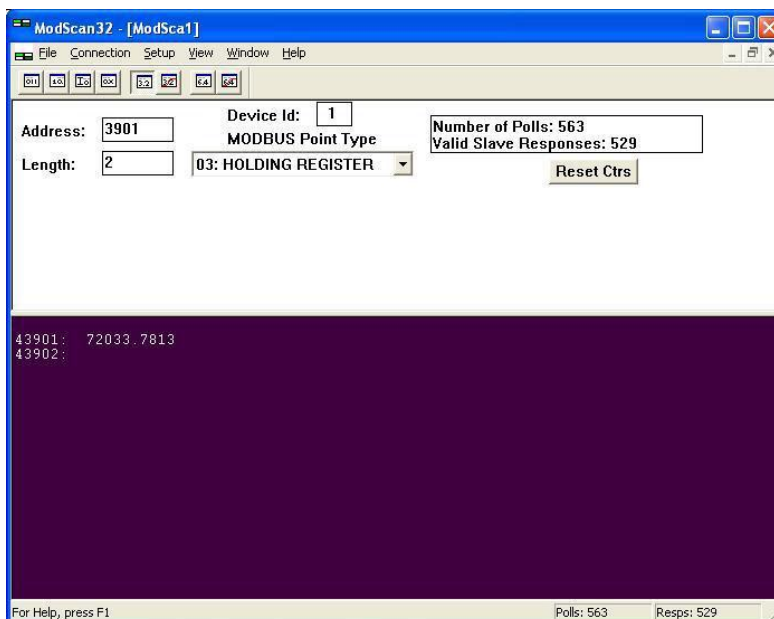 ModScan32 - [ModSca1]
File Connection Setup View Window Help
Address: 3901
Device Id: 1
MODBUS Point Type
Length: 2
03: HOLDING REGISTER
Number of Polls: 563
Valid Slave Responses: 529
Reset Ctrs
43901: 72033.7813
43902:
For Help, press F1
Polls: 563
Resps: 529